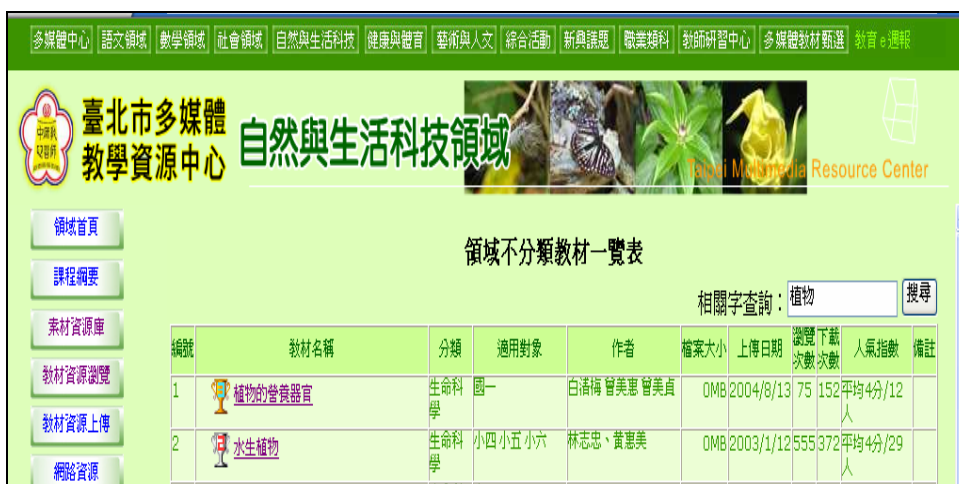 多媒體中心 語文領域 數學領域 社會領域 自然與生活科技 健康與體育 藝術與人文 綜合活動 新興議題 職業類科 教師研習中心 多媒體教材甄選 教育e週報
臺北市多媒體
教學資源中心
自然與生活科技領域
Taipei Multimedia Resource Center
領域首頁
課程綱要
素材資源庫
教材資源瀏覽
教材資源上傳
網路資源
領域不分類教材一覽表
相關字查詢：植物 搜尋
編號 教材名稱 分類 適用對象 作者 檔案大小 上傳日期 瀏覽次數 下載次數 人氣指數 備註
1 植物的營養器官 生命科學 國一 曾美惠 曾美貞 0MB 2004/8/13 75 152 平均4分/12人
2 水生植物 生命科學 小四 小五 小六 林志忠、黃惠美 0MB 2003/1/12 555 372 平均4分/29人